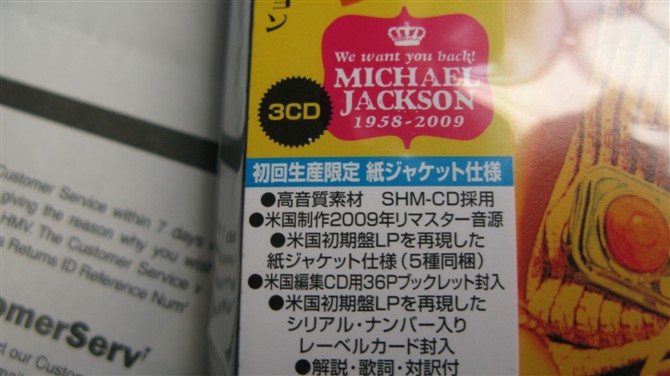 ョン
We want you back!
MICHAEL
JACKSON
1958-2009
3CD
初回生産限定 紙ジャケット仕様
●高音質素材 SHM-CD採用
●米国制作2009年リマスター音源
●米国初期盤LPを再現した
紙ジャケット仕様(5種同梱)
●米国編集CD用36Pブックレット封入
●米国初期盤LPを再現した
シリアル・ナンバー入り
レーベルカード封入
●解説・歌詞・対訳付
Customer Service within 7 days
giving the reason why you
HMV. The Customer Service
Returns ID Reference Num
omerServ
t our Custome